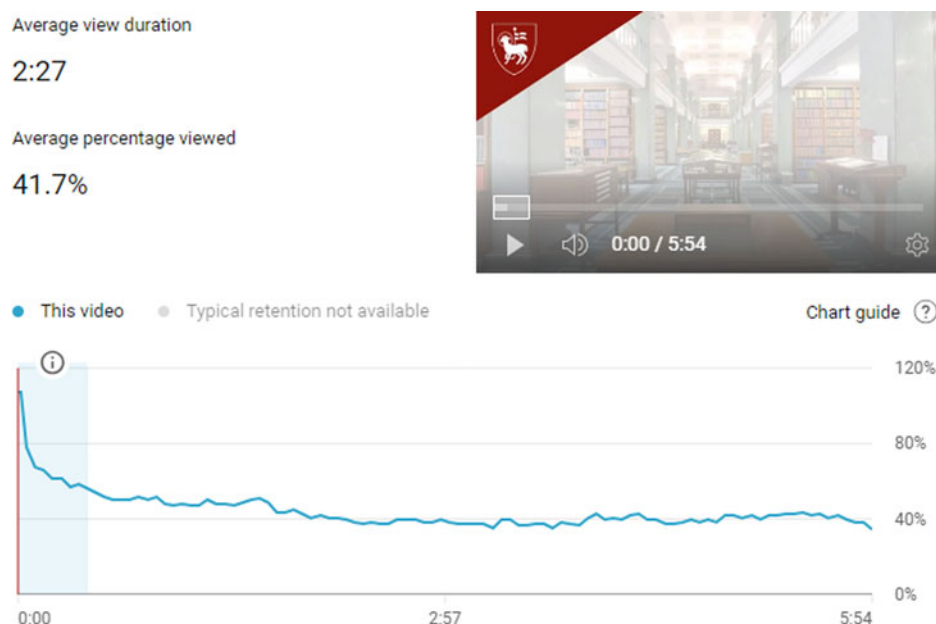 Average view duration
2:27
Average percentage viewed
41.7%
0:00 / 5:54
This video
Typical retention not available
Chart guide ?
120%
80%
40%
0%
0:00
2:57
5:54